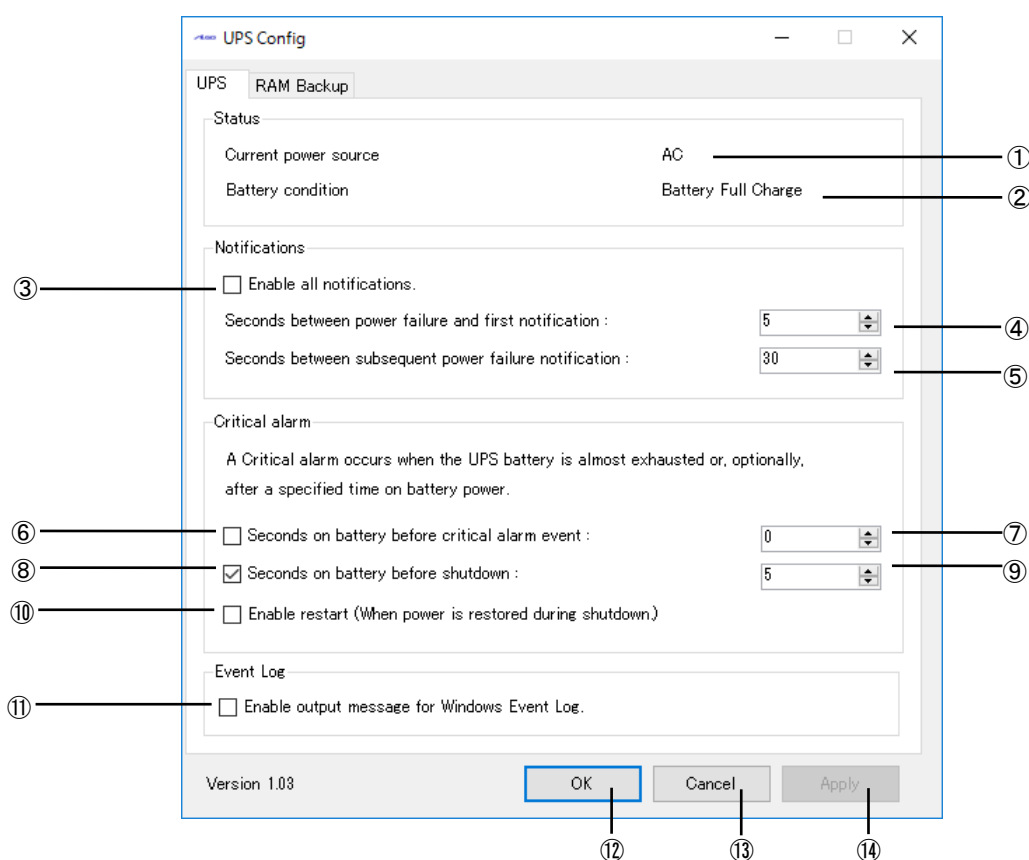 UPS Config
UPS RAM Backup
Status
Current power source AC ①
Battery condition Battery Full Charge ②
Notifications
③ Enable all notifications.
Seconds between power failure and first notification : 5 ④
Seconds between subsequent power failure notification : 30 ⑤
Critical alarm
A Critical alarm occurs when the UPS battery is almost exhausted or, optionally,
after a specified time on battery power.
⑥ Seconds on battery before critical alarm event : 0 ⑦
⑧ Seconds on battery before shutdown : 5 ⑨
⑩ Enable restart (When power is restored during shutdown.)
Event Log
⑪ Enable output message for Windows Event Log.
Version 1.03 OK Cancel Apply
⑫ ⑬ ⑭